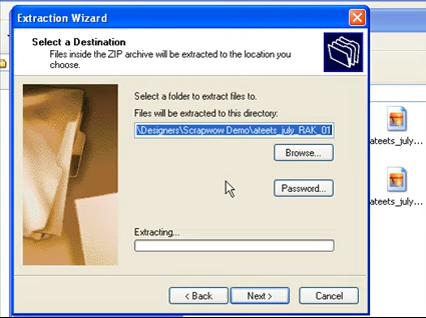 Extraction Wizard
Select a Destination
Files inside the ZIP archive will be extracted to the location you
choose.
Select a folder to extract files to.
Files will be extracted to this directory:
\Designers\Scrapwow Demo\ateets_july_RAK_01
Browse...
Password...
Extracting...
< Back
Next >
Cancel
ateets_july...
ateets_july...